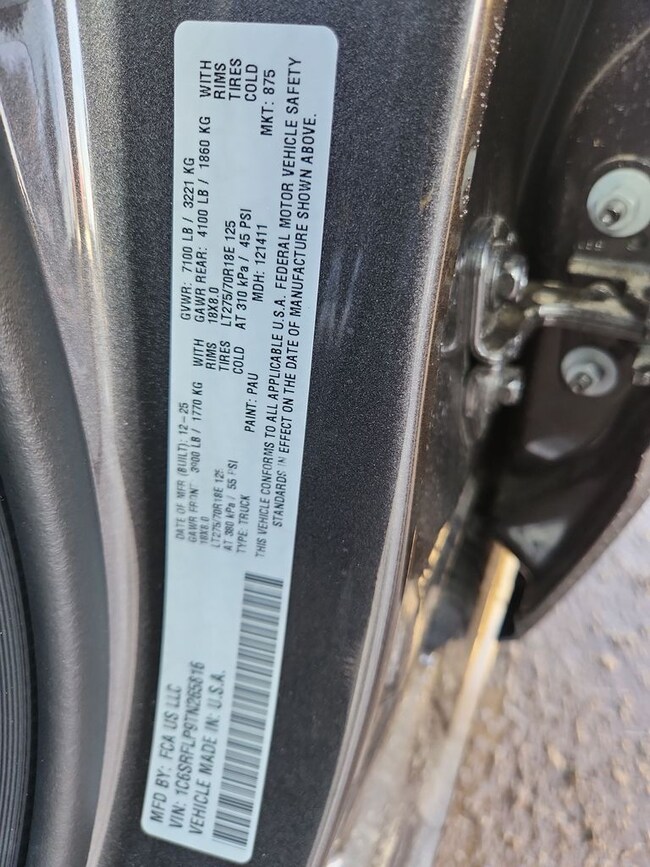 MFD BY: FCA US LLC
VIN: 1C6SRFLP9TN265816
VEHICLE MADE IN: U.S.A.
DATE OF MFR (BUILT): 12-25 GVWR: 7100 LB / 3221 KG
GAWR FRONT: 3900 LB / 1770 KG WITH GAWR REAR: 4100 LB / 1860 KG WITH
18X8.0 RIMS 18X8.0 RIMS
LT275/70R18E 125 TIRES LT275/70R18E 125 TIRES
AT 380 kPa / 55 PSI COLD AT 310 kPa / 45 PSI COLD
TYPE: TRUCK PAINT: PAU MDH: 121411 MKT: 875
THIS VEHICLE CONFORMS TO ALL APPLICABLE U.S.A. FEDERAL MOTOR VEHICLE SAFETY
STANDARDS IN EFFECT ON THE DATE OF MANUFACTURE SHOWN ABOVE.